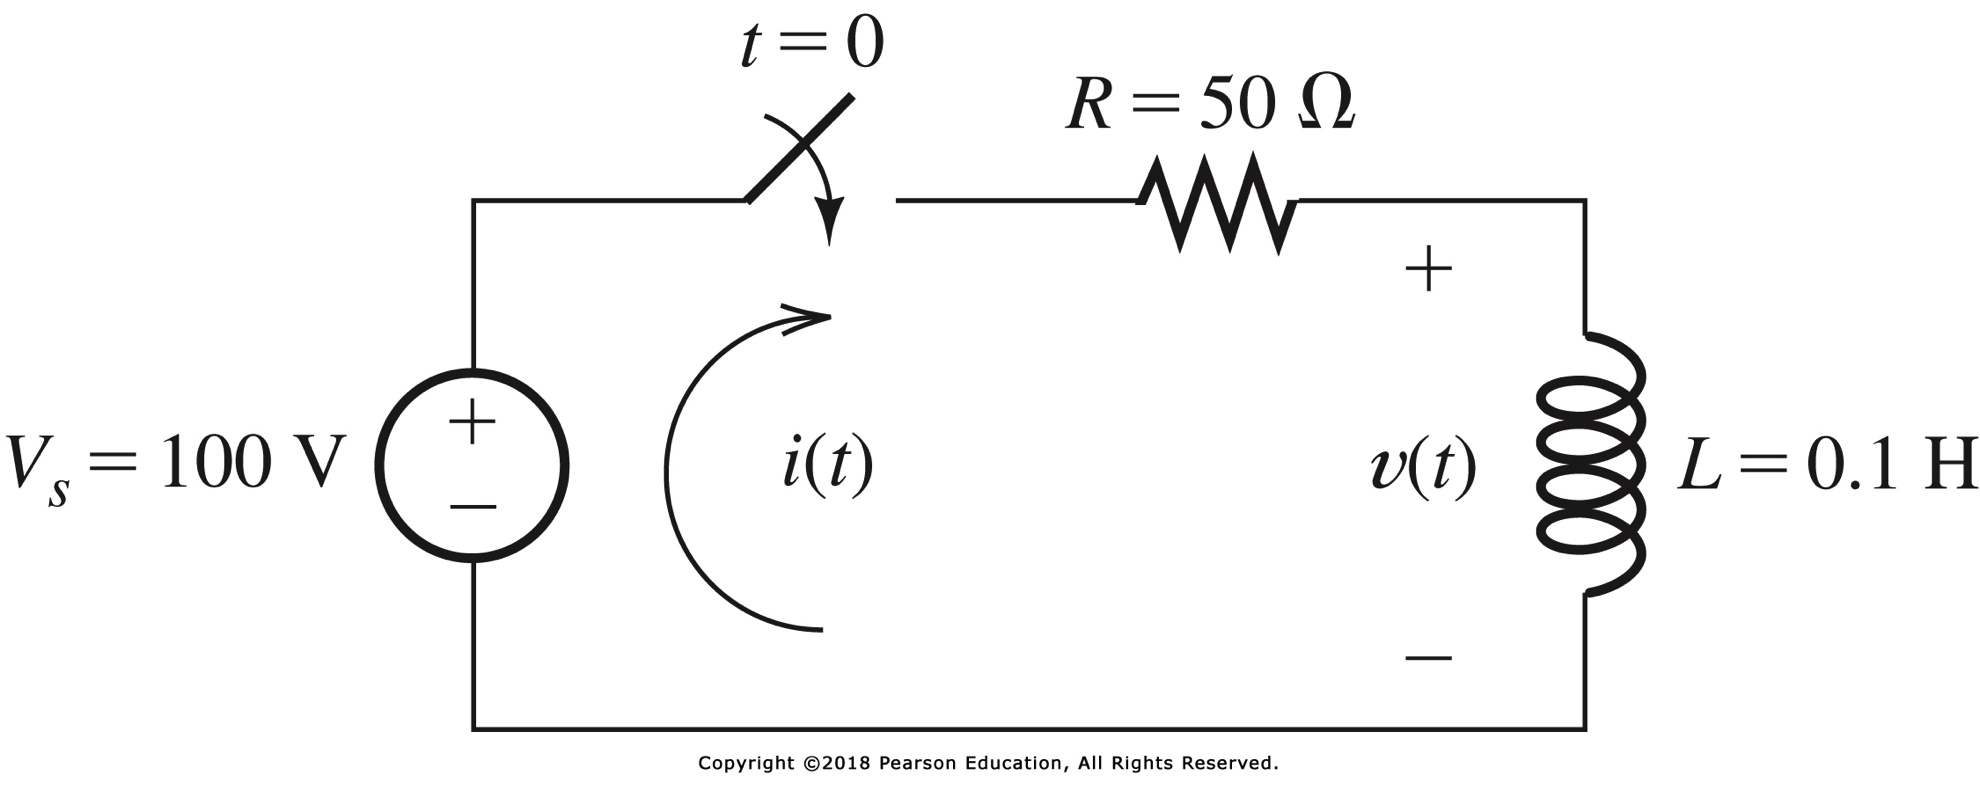 t = 0
R = 50 Ω
+
V_s = 100 V
+
−
i(t)
v(t)
L = 0.1 H
−
Copyright ©2018 Pearson Education, All Rights Reserved.